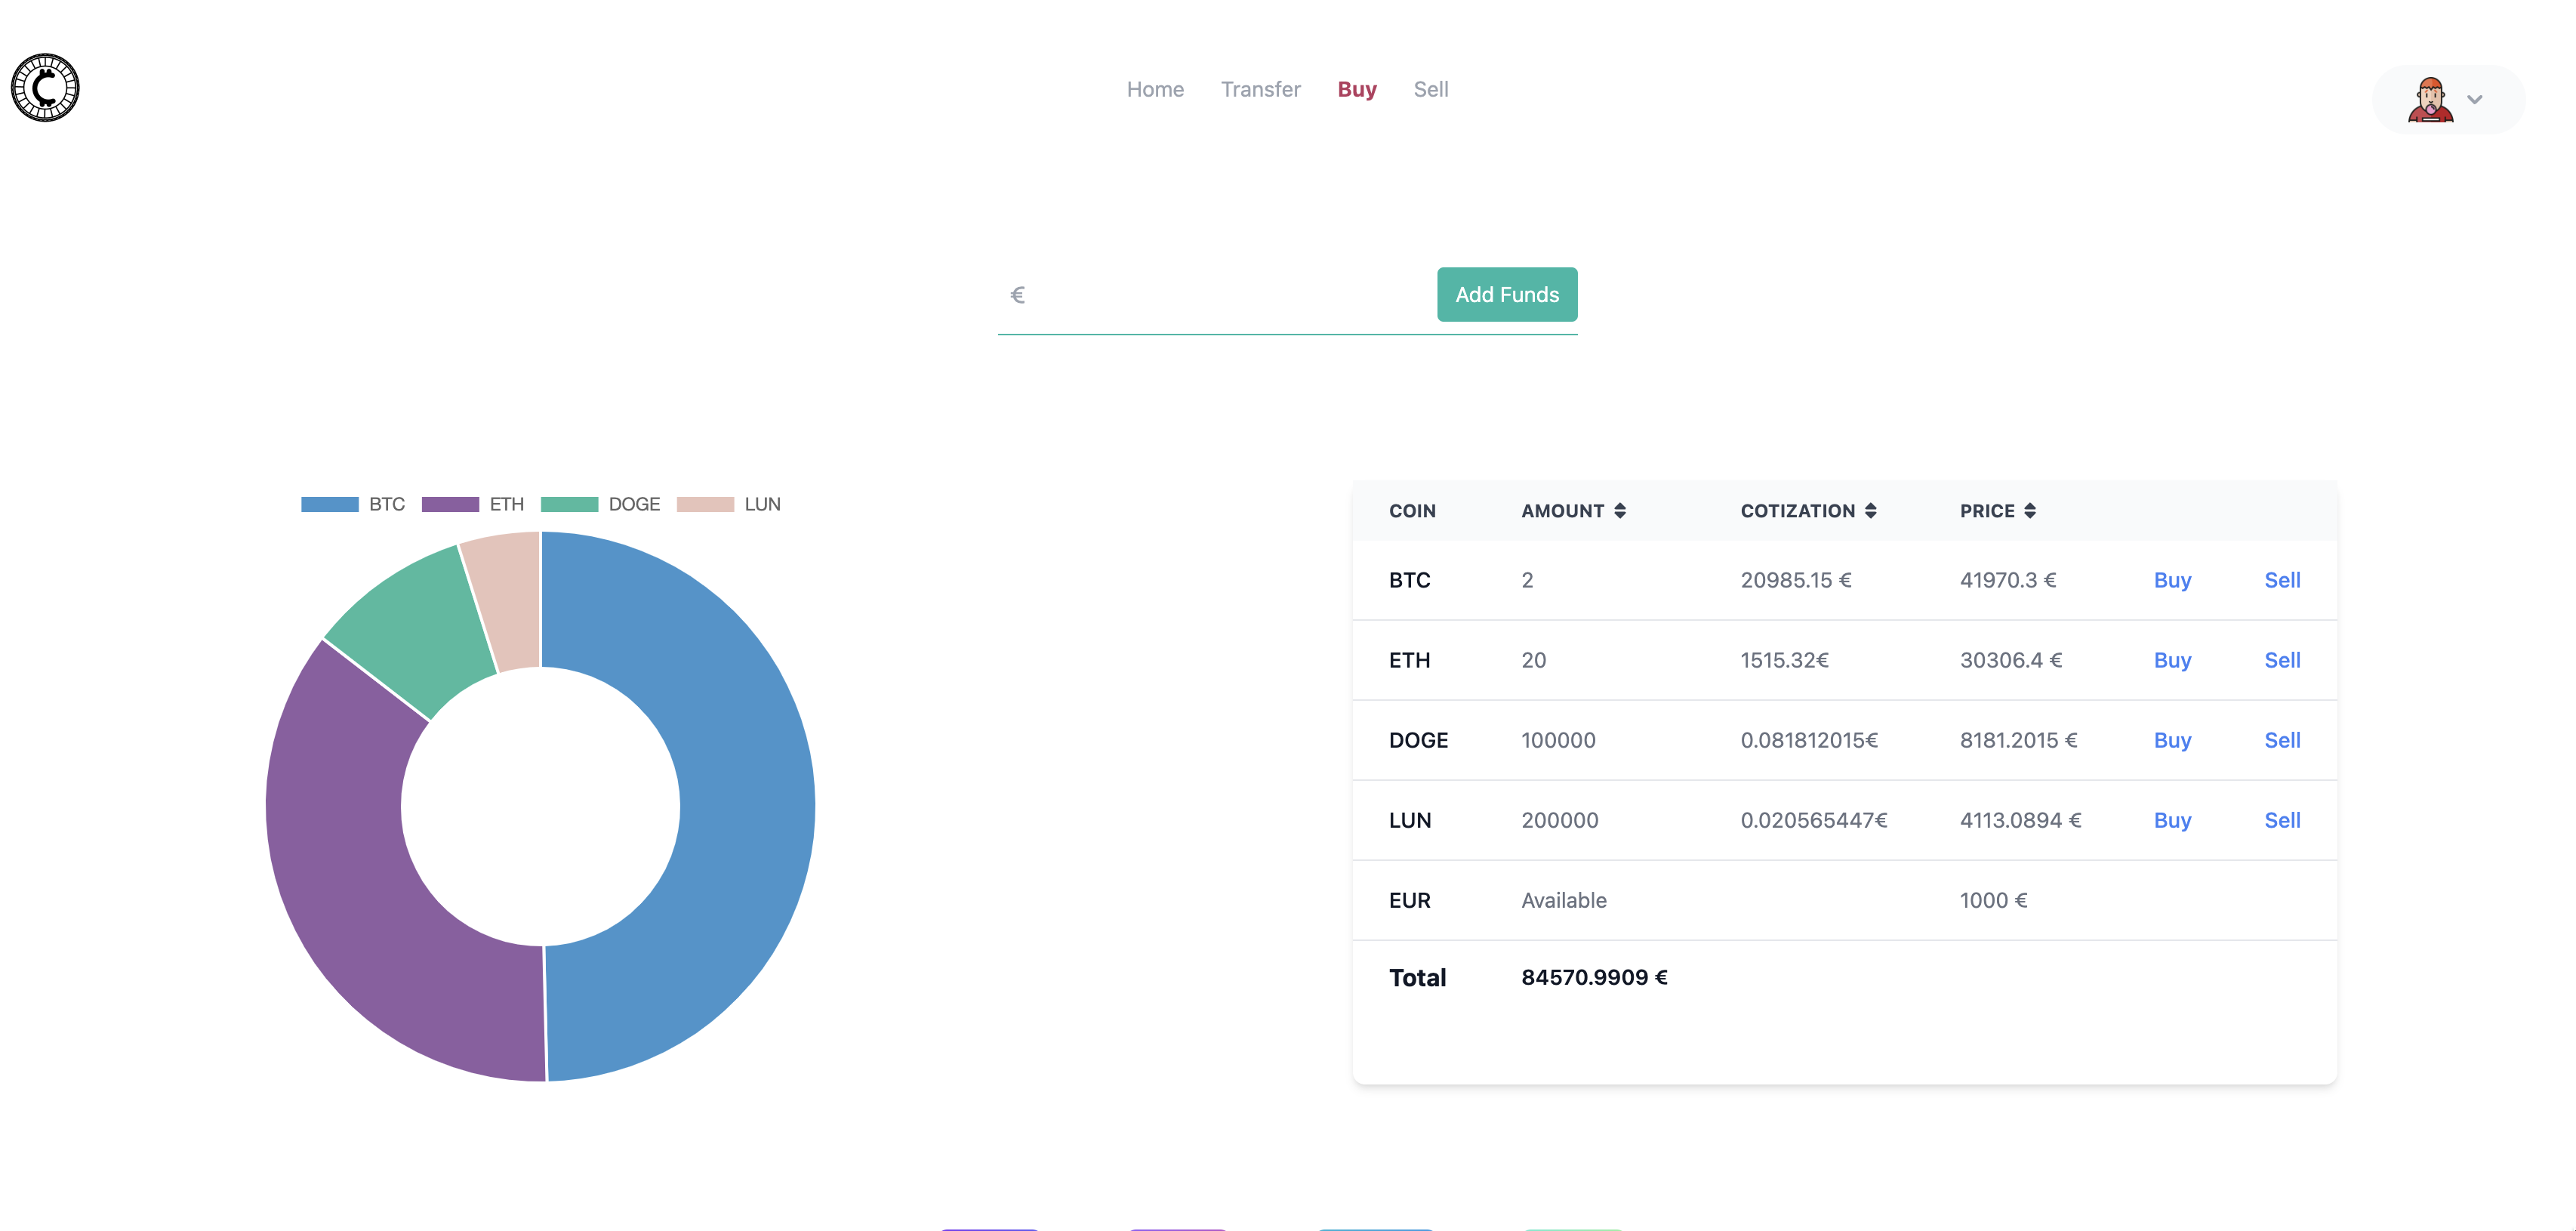 Home Transfer Buy Sell
€ Add Funds
BTC ETH DOGE LUN
COIN AMOUNT COTIZATION PRICE
BTC 2 20985.15 € 41970.3 € Buy Sell
ETH 20 1515.32€ 30306.4 € Buy Sell
DOGE 100000 0.081812015€ 8181.2015 € Buy Sell
LUN 200000 0.020565447€ 4113.0894 € Buy Sell
EUR Available 1000 €
Total 84570.9909 €